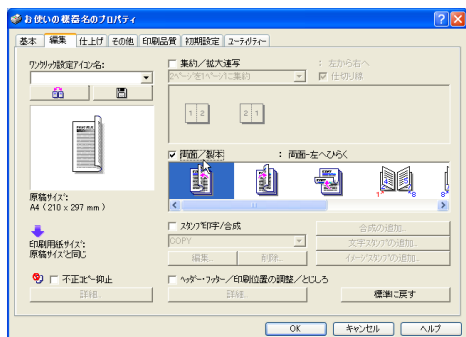 お使いの機器名のプロパティ
基本 編集 仕上げ その他 印刷品質 初期設定 ユーティリティー
ワンクリック設定アイコン名:
集約/拡大連写 : 左から右へ
2ページを1ページに集約 仕切り線
1 2 2 1
両面/製本 : 両面-左へひらく
1 8
原稿サイズ:
A4 ( 210 x 297 mm )
印刷用紙サイズ:
原稿サイズと同じ
スタンプ印字/合成 合成の追加...
COPY 文字スタンプの追加...
編集... 削除... イメージスタンプの追加...
不正コピー抑止 ヘッダー・フッター/印刷位置の調整/とじしろ
詳細... 詳細... 標準に戻す
OK キャンセル ヘルプ